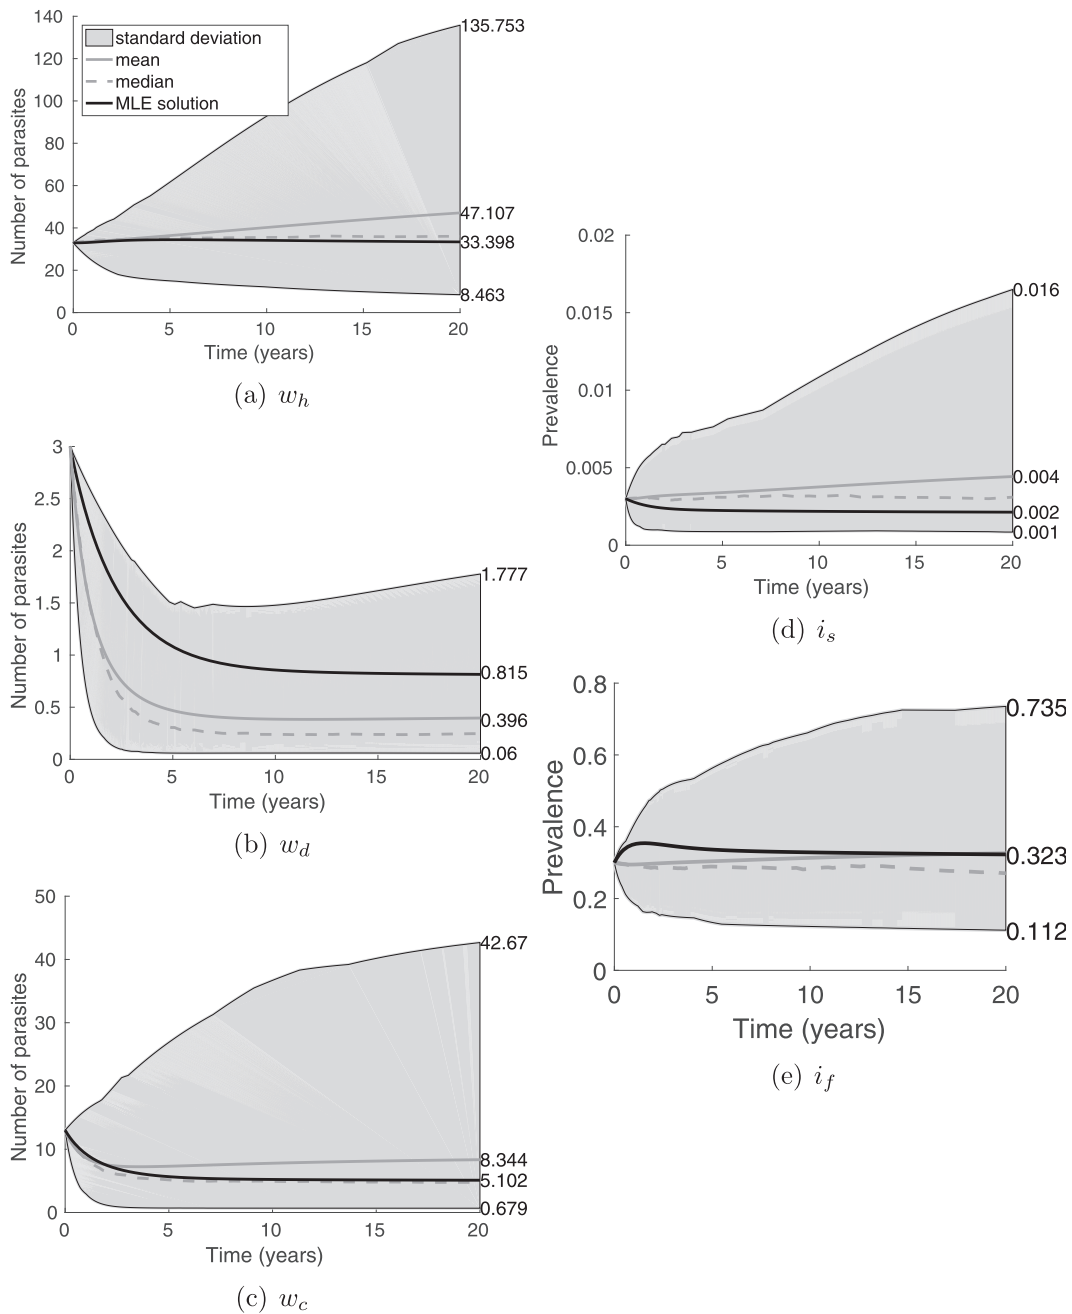 140
120
100
80
60
40
20
0
Number of parasites
standard deviation
mean
median
MLE solution
135.753
47.107
33.398
8.463
0 5 10 15 20
Time (years)
(a) w_h
3
2.5
2
1.5
1
0.5
0
Number of parasites
1.777
0.815
0.396
0.06
0 5 10 15 20
Time (years)
(b) w_d
50
40
30
20
10
0
Number of parasites
42.67
8.344
5.102
0.679
0 5 10 15 20
Time (years)
(c) w_c
0.02
0.015
0.01
0.005
0
Prevalence
0.016
0.004
0.002
0.001
0 5 10 15 20
Time (years)
(d) i_s
0.8
0.6
0.4
0.2
0
Prevalence
0.735
0.323
0.112
0 5 10 15 20
Time (years)
(e) i_f